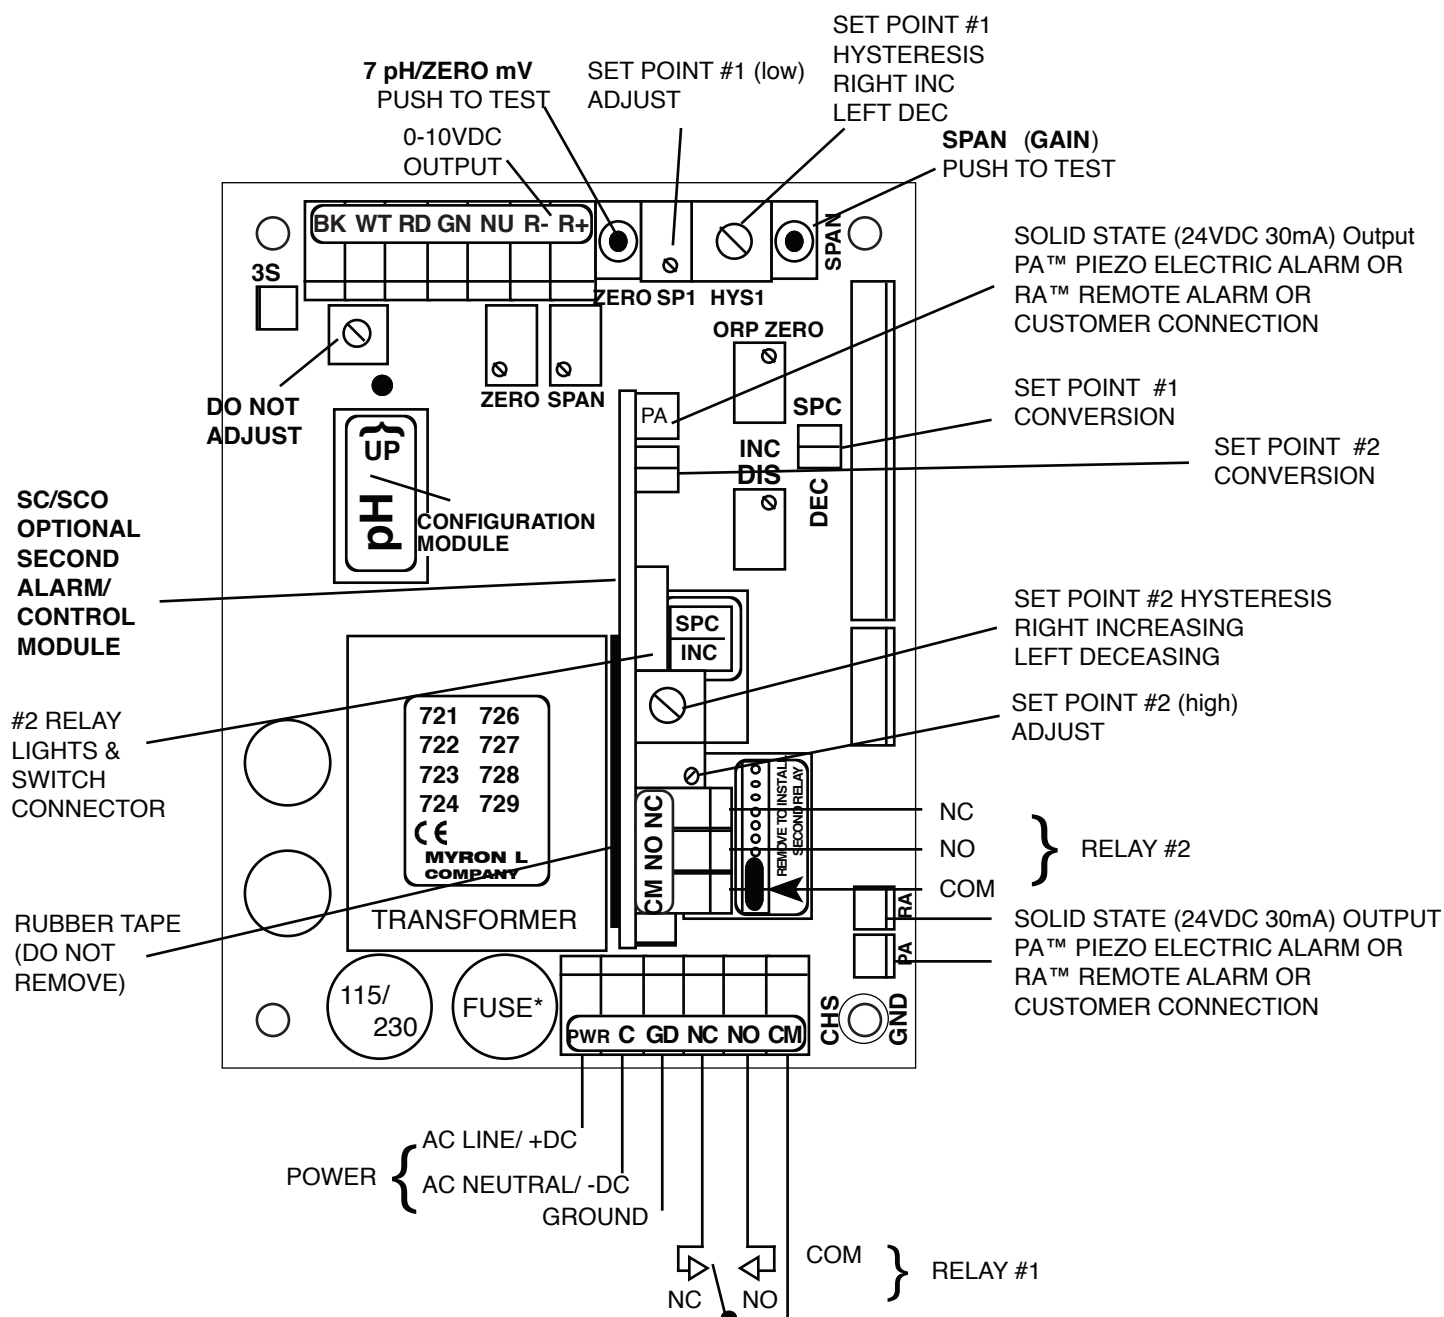 SET POINT #1
HYSTERESIS
RIGHT INC
LEFT DEC
7 pH/ZERO mV
PUSH TO TEST
SET POINT #1 (low)
ADJUST
0-10VDC
OUTPUT
SPAN (GAIN)
PUSH TO TEST
BK WT RD GN NU R- R+
SPAN
3S
ZERO SP1 HYS1
SOLID STATE (24VDC 30mA) Output
PA™ PIEZO ELECTRIC ALARM OR
RA™ REMOTE ALARM OR
CUSTOMER CONNECTION
ORP ZERO
DO NOT
ADJUST
ZERO SPAN
PA
SPC
SET POINT #1
CONVERSION
UP
pH
INC
DIS
DEC
SET POINT #2
CONVERSION
CONFIGURATION
MODULE
SC/SCO
OPTIONAL
SECOND
ALARM/
CONTROL
MODULE
SET POINT #2 HYSTERESIS
RIGHT INCREASING
LEFT DECEASING
SPC
INC
#2 RELAY
LIGHTS &
SWITCH
CONNECTOR
721 726
722 727
723 728
724 729
CE
MYRON L
COMPANY
TRANSFORMER
SET POINT #2 (high)
ADJUST
CM NO NC
REMOVE TO INSTALL
SECOND RELAY
NC
NO
COM
RELAY #2
RUBBER TAPE
(DO NOT
REMOVE)
RA
PA
SOLID STATE (24VDC 30mA) OUTPUT
PA™ PIEZO ELECTRIC ALARM OR
RA™ REMOTE ALARM OR
CUSTOMER CONNECTION
115/
230
FUSE*
CHS
GND
PWR C GD NC NO CM
POWER
AC LINE/ +DC
AC NEUTRAL/ -DC
GROUND
COM
RELAY #1
NC NO